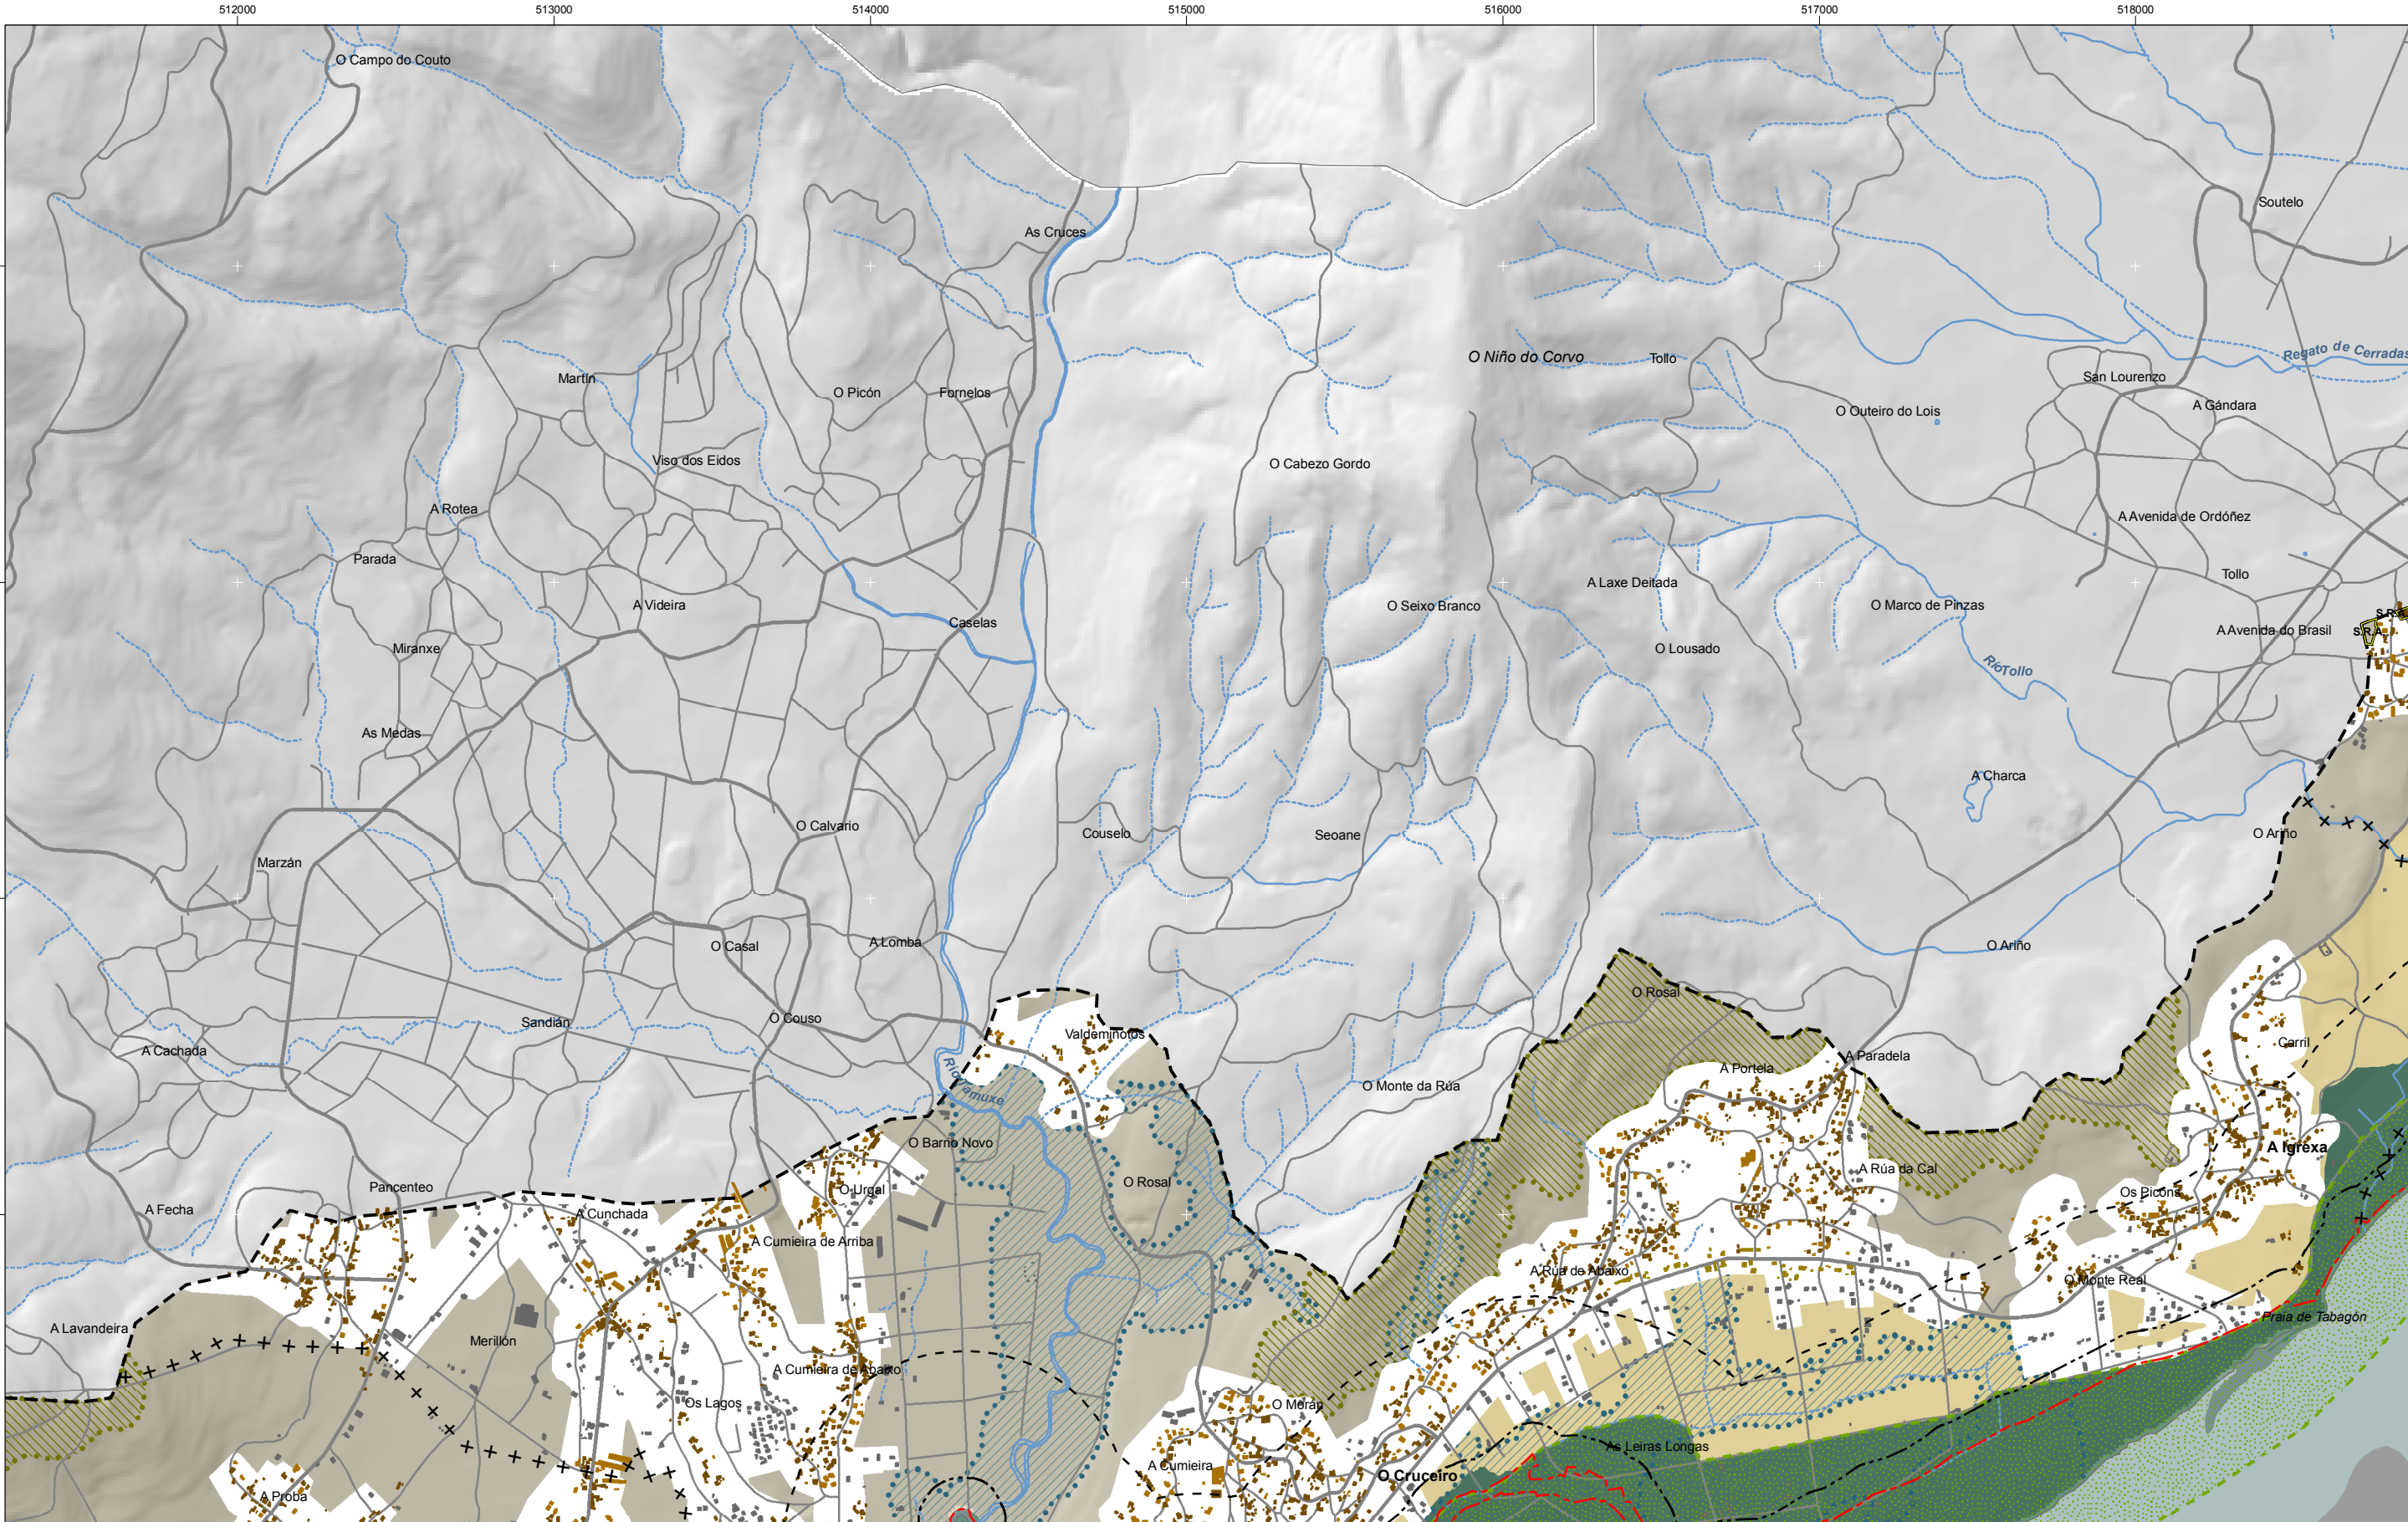 512000
513000
514000
515000
516000
517000
518000
O Campo do Couto
Soutelo
As Cruces
Regato de Cerradas
O Niño do Corvo
Tollo
Martín
San Lourenzo
O Picón
Fornelos
A Gándara
O Outeiro do Lois
Viso dos Eidos
O Cabezo Gordo
A Rotea
A Avenida de Ordóñez
Parada
Tollo
A Laxe Deitada
A Videira
O Seixo Branco
O Marco de Pinzas
S.R.A.
Caselas
A Avenida do Brasil
S.R.A.
Miranxe
O Lousado
Río Tollo
As Medas
A Charca
O Calvario
Couselo
Seoane
O Ariño
Marzán
O Casal
A Lomba
O Ariño
O Rosal
Sandián
O Couso
Valdeminotos
Carril
A Cachada
A Paradela
A Portela
O Monte da Rúa
O Barrio Novo
A Igrexa
A Rúa da Cal
O Rosal
Pancenteo
O Urgal
Os Picóns
A Fecha
A Cunchada
A Cumieira de Arriba
A Rúa de Abaixo
O Monte Real
Praia de Tabagón
A Lavandeira
Merillón
A Cumieira de Abaixo
Os Lagos
O Morán
As Leiras Longas
A Cumieira
O Cruceiro
A Proba